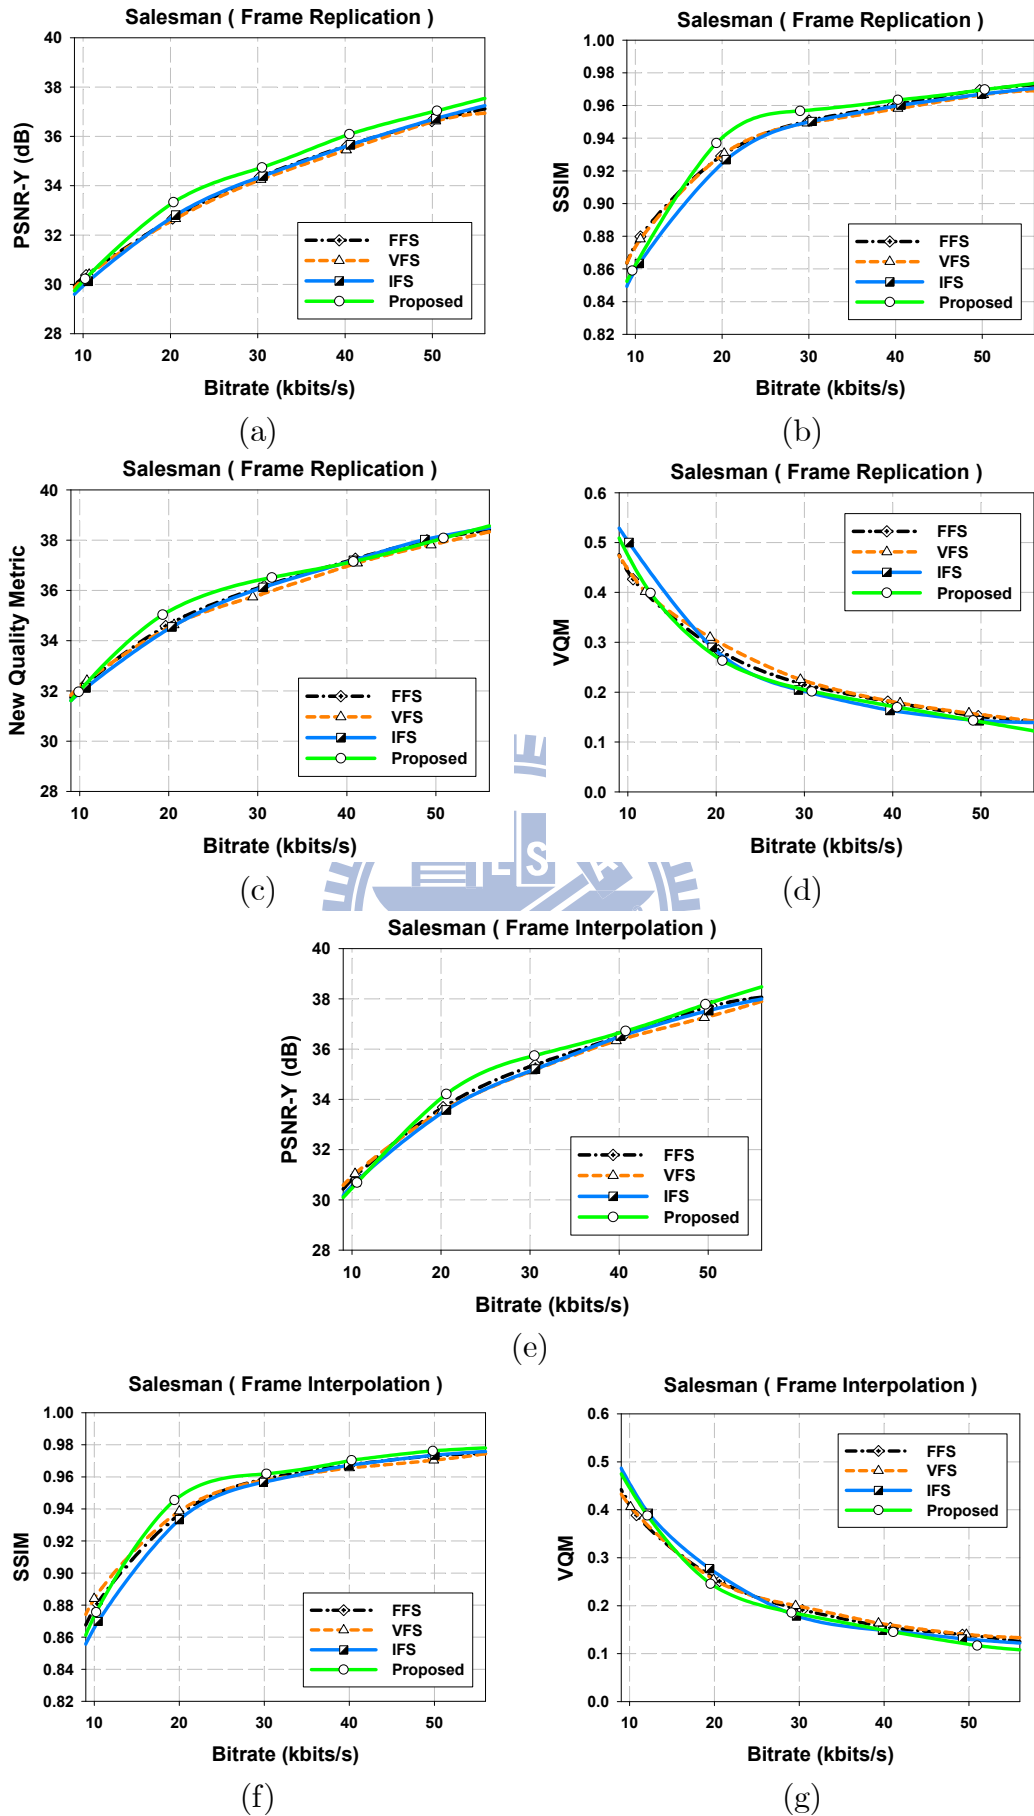 Salesman ( Frame Replication )
PSNR-Y (dB)
40
38
36
34
32
30
28
FFS
VFS
IFS
Proposed
10 20 30 40 50
Bitrate (kbits/s)
(a)
Salesman ( Frame Replication )
SSIM
1.00
0.98
0.96
0.94
0.92
0.90
0.88
0.86
0.84
0.82
FFS
VFS
IFS
Proposed
10 20 30 40 50
Bitrate (kbits/s)
(b)
Salesman ( Frame Replication )
New Quality Metric
40
38
36
34
32
30
28
FFS
VFS
IFS
Proposed
10 20 30 40 50
Bitrate (kbits/s)
(c)
Salesman ( Frame Replication )
VQM
0.6
0.5
0.4
0.3
0.2
0.1
0.0
FFS
VFS
IFS
Proposed
10 20 30 40 50
Bitrate (kbits/s)
(d)
Salesman ( Frame Interpolation )
PSNR-Y (dB)
40
38
36
34
32
30
28
FFS
VFS
IFS
Proposed
10 20 30 40 50
Bitrate (kbits/s)
(e)
Salesman ( Frame Interpolation )
SSIM
1.00
0.98
0.96
0.94
0.92
0.90
0.88
0.86
0.84
0.82
FFS
VFS
IFS
Proposed
10 20 30 40 50
Bitrate (kbits/s)
(f)
Salesman ( Frame Interpolation )
VQM
0.6
0.5
0.4
0.3
0.2
0.1
0.0
FFS
VFS
IFS
Proposed
10 20 30 40 50
Bitrate (kbits/s)
(g)